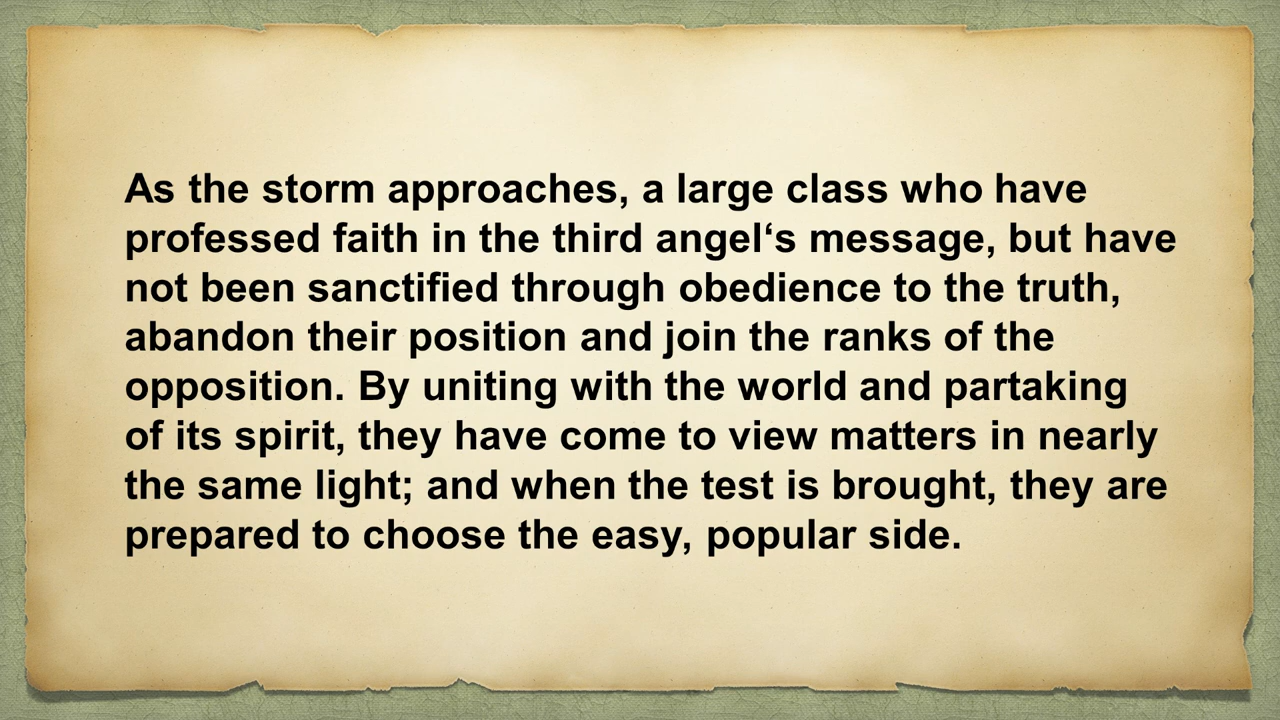 As the storm approaches, a large class who have
professed faith in the third angel‘s message, but have
not been sanctified through obedience to the truth,
abandon their position and join the ranks of the
opposition. By uniting with the world and partaking
of its spirit, they have come to view matters in nearly
the same light; and when the test is brought, they are
prepared to choose the easy, popular side.